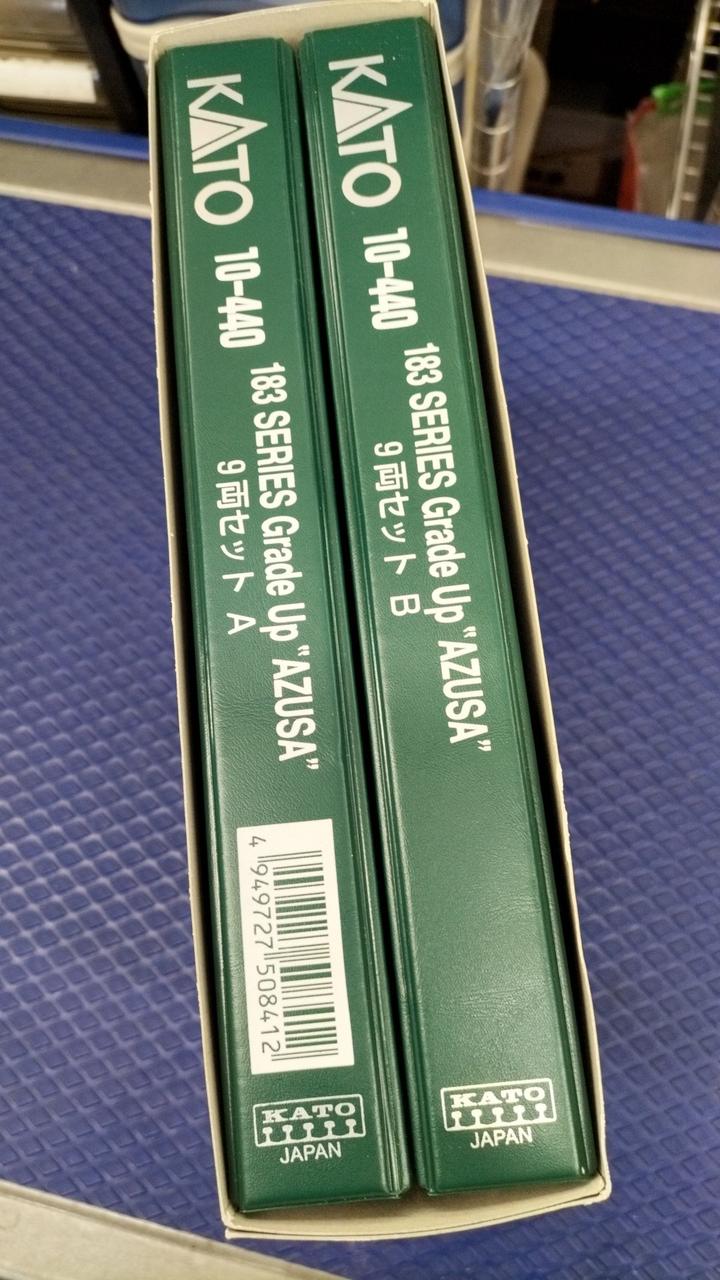 KATO 10-440 183 SERIES Grade Up "AZUSA"
9両セット A
4 949727 508412
KATO
JAPAN
KATO 10-440 183 SERIES Grade Up "AZUSA"
9両セット B
KATO
JAPAN